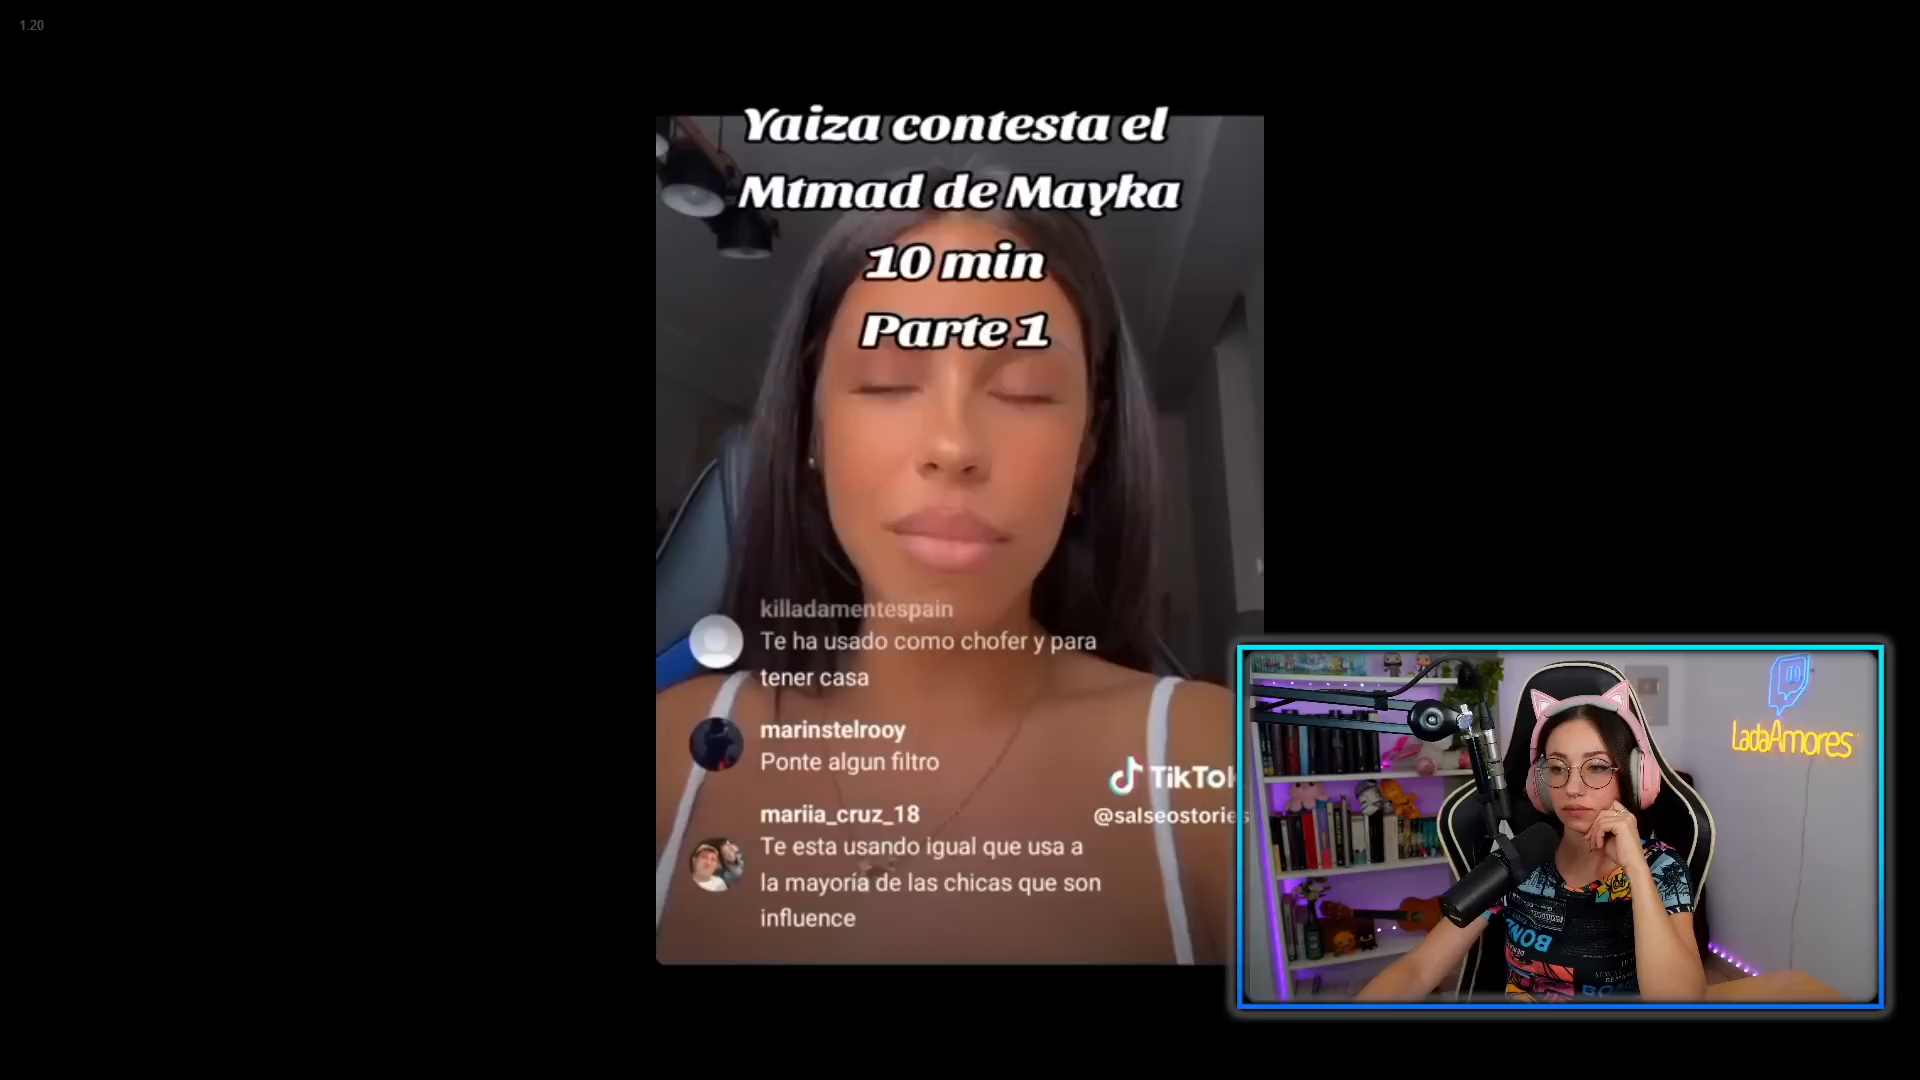 1.20
Yaiza contesta el
Mtmad de Mayka
10 min
Parte 1
killadamentespain
Te ha usado como chofer y para
tener casa
marinstelrooy
Ponte algun filtro
mariia_cruz_18
Te esta usando igual que usa a
la mayoría de las chicas que son
influence
TikTok
@salseostories
LadaAmores
BONE